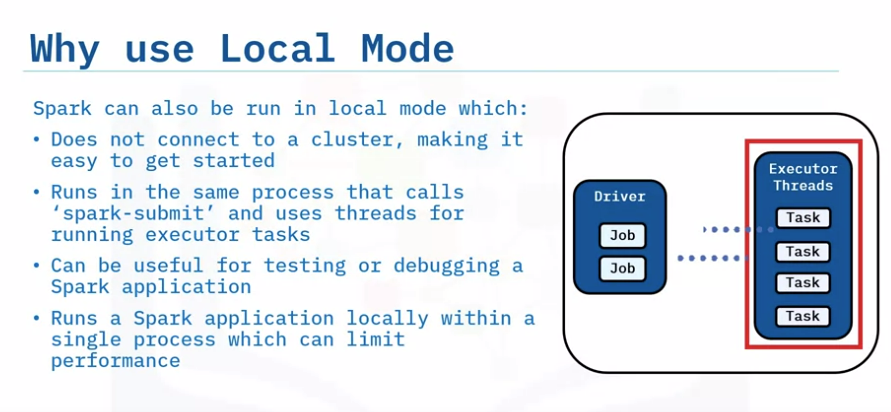 Why use Local Mode
Spark can also be run in local mode which:
• Does not connect to a cluster, making it
easy to get started
• Runs in the same process that calls
‘spark-submit’ and uses threads for
running executor tasks
• Can be useful for testing or debugging a
Spark application
• Runs a Spark application locally within a
single process which can limit
performance
Driver
Job
Job
Executor
Threads
Task
Task
Task
Task